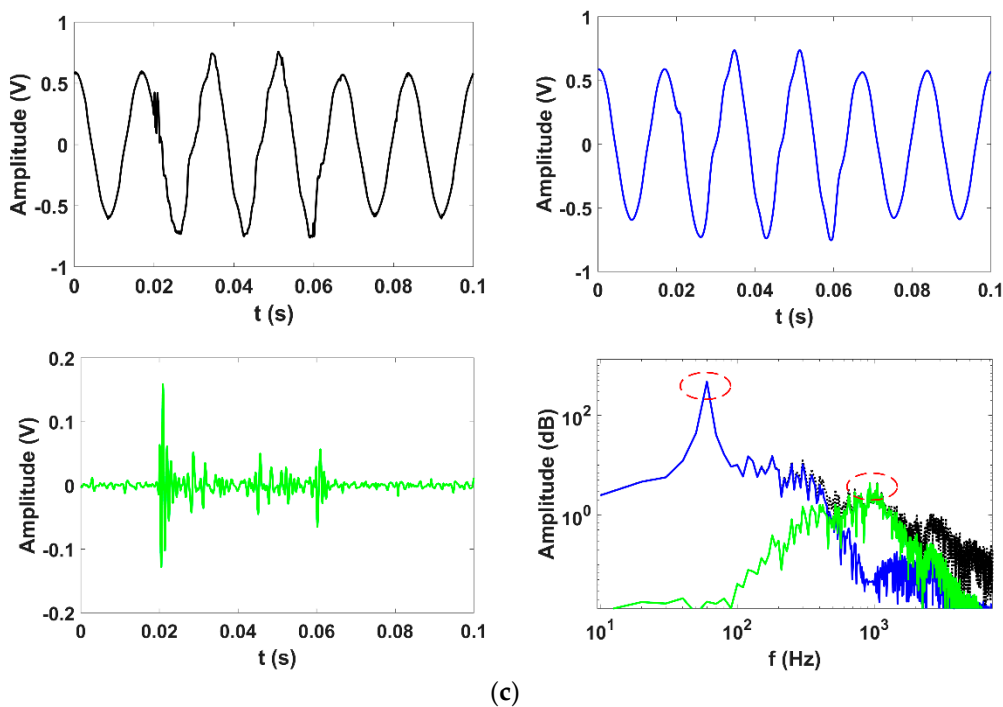 1
0.5
0
-0.5
-1
Amplitude (V)
0 0.02 0.04 0.06 0.08 0.1
t (s)
1
0.5
0
-0.5
-1
Amplitude (V)
0 0.02 0.04 0.06 0.08 0.1
t (s)
0.2
0.1
0
-0.1
-0.2
Amplitude (V)
0 0.02 0.04 0.06 0.08 0.1
t (s)
10²
10⁰
Amplitude (dB)
10¹ 10² 10³
f (Hz)
(c)